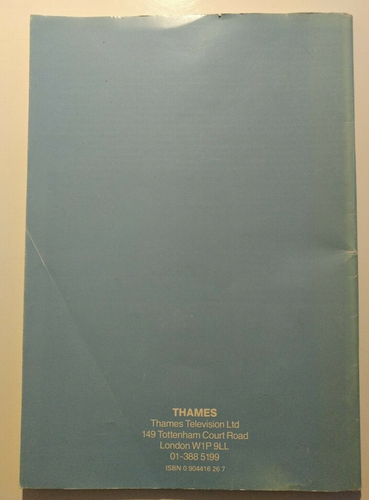 THAMES
Thames Television Ltd
149 Tottenham Court Road
London W1P 9LL
01-388 5199
ISBN 0 904416 26 7